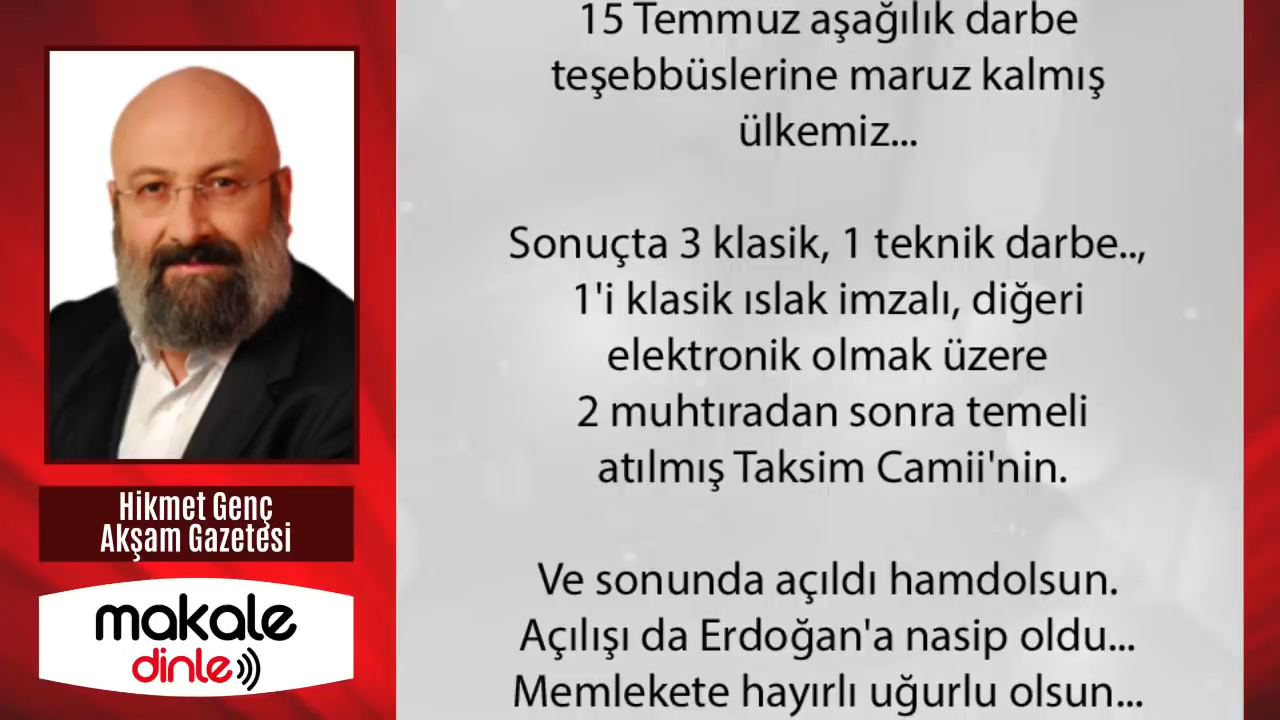 15 Temmuz aşağılık darbe
teşebbüslerine maruz kalmış
ülkemiz...
Sonuçta 3 klasik, 1 teknik darbe..,
1'i klasik ıslak imzalı, diğeri
elektronik olmak üzere
2 muhtıradan sonra temeli
atılmış Taksim Camii'nin.
Ve sonunda açıldı hamdolsun.
Açılışı da Erdoğan'a nasip oldu...
Memlekete hayırlı uğurlu olsun...
Hikmet Genç
Akşam Gazetesi
makale
dinle